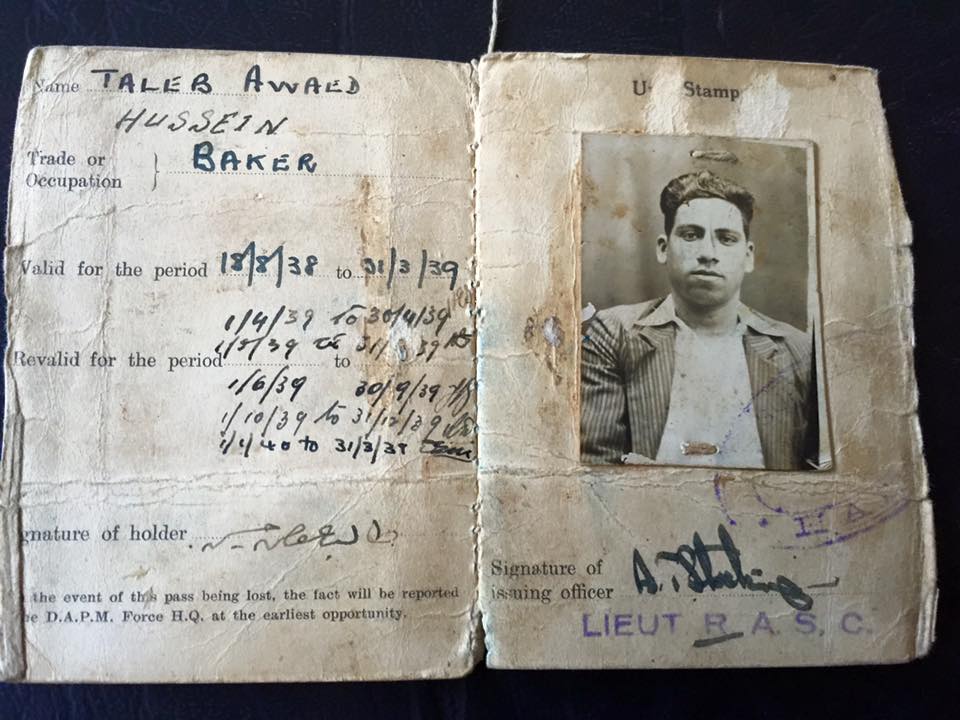 Name TALEB AWAED
HUSSEIN
Trade or
Occupation } BAKER
Valid for the period 18/8/38 to 31/3/39
1/4/39 to 30/4/39
1/5/39 to 31/ /39
Revalid for the period to
1/6/39 30/9/39
1/10/39 to 31/12/39
1/1/40 to 31/3/
gnature of holder
the event of this pass being lost, the fact will be reported
e D.A.P.M. Force H.Q. at the earliest opportunity.
U Stamp
Signature of
issuing officer
LIEUT R. A. S. C.